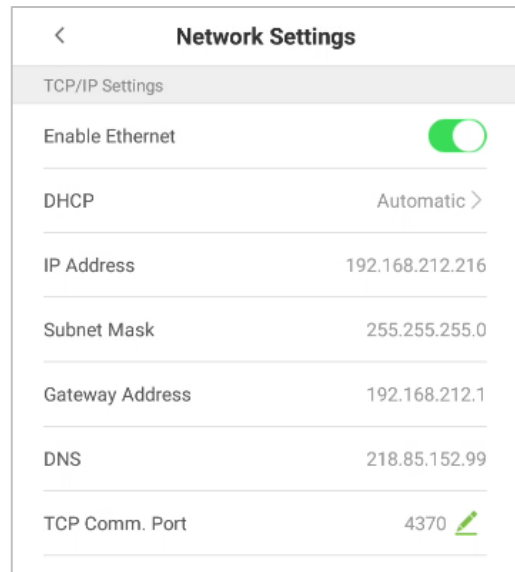 Network Settings
TCP/IP Settings
Enable Ethernet
DHCP Automatic
IP Address 192.168.212.216
Subnet Mask 255.255.255.0
Gateway Address 192.168.212.1
DNS 218.85.152.99
TCP Comm. Port 4370